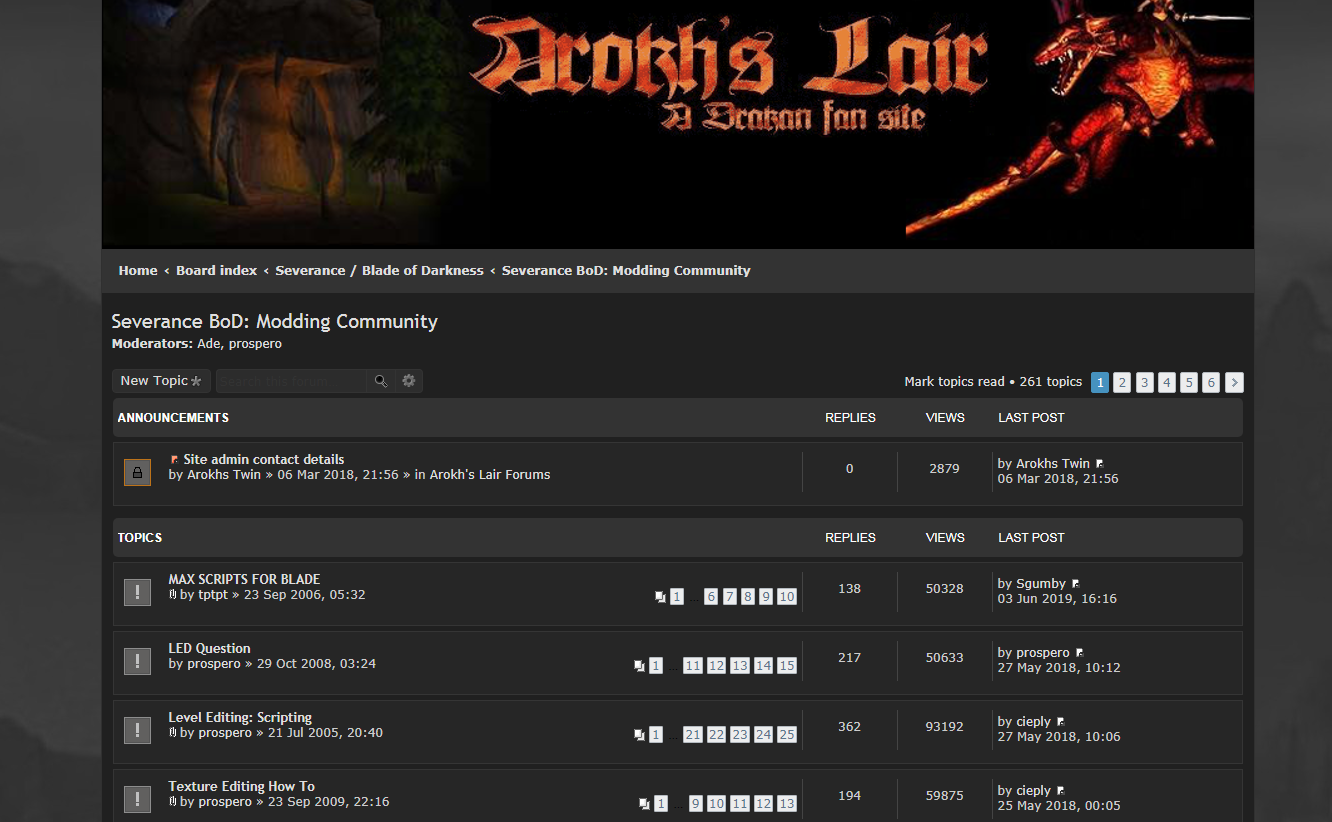 Arokh's Lair
A Drakan fan site
Home ‹ Board index ‹ Severance / Blade of Darkness ‹ Severance BoD: Modding Community
Severance BoD: Modding Community
Moderators: Ade, prospero
New Topic Search this forum… Mark topics read • 261 topics 1 2 3 4 5 6
ANNOUNCEMENTS REPLIES VIEWS LAST POST
Site admin contact details
by Arokhs Twin » 06 Mar 2018, 21:56 » in Arokh's Lair Forums
0 2879 by Arokhs Twin
06 Mar 2018, 21:56
TOPICS REPLIES VIEWS LAST POST
MAX SCRIPTS FOR BLADE
by tptpt » 23 Sep 2006, 05:32
1 … 6 7 8 9 10 138 50328 by Sgumby
03 Jun 2019, 16:16
LED Question
by prospero » 29 Oct 2008, 03:24
1 … 11 12 13 14 15 217 50633 by prospero
27 May 2018, 10:12
Level Editing: Scripting
by prospero » 21 Jul 2005, 20:40
1 … 21 22 23 24 25 362 93192 by cieply
27 May 2018, 10:06
Texture Editing How To
by prospero » 23 Sep 2009, 22:16
1 … 9 10 11 12 13 194 59875 by cieply
25 May 2018, 00:05